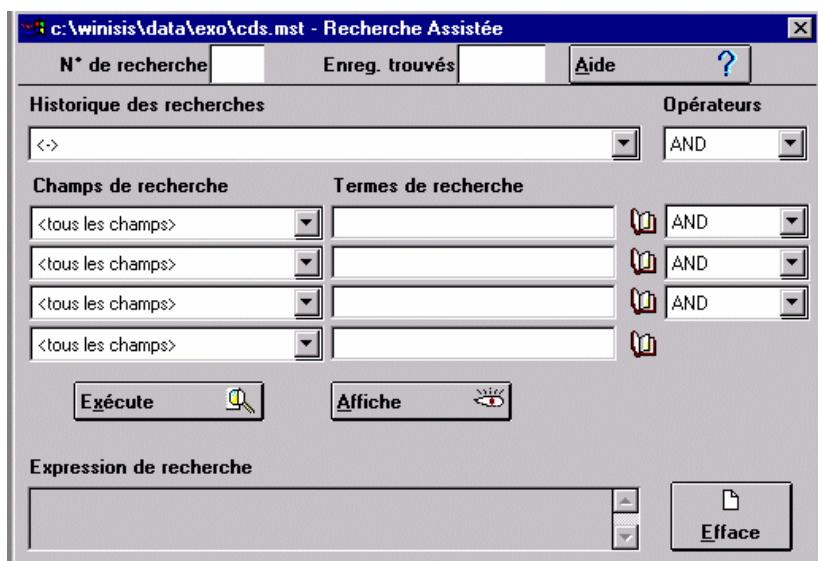 c:\winisis\data\exo\cds.mst - Recherche Assistée
N° de recherche Enreg. trouvés Aide ?
Historique des recherches Opérateurs
<-> AND
Champs de recherche Termes de recherche
<tous les champs> AND
<tous les champs> AND
<tous les champs> AND
<tous les champs>
Exécute Affiche
Expression de recherche
Efface